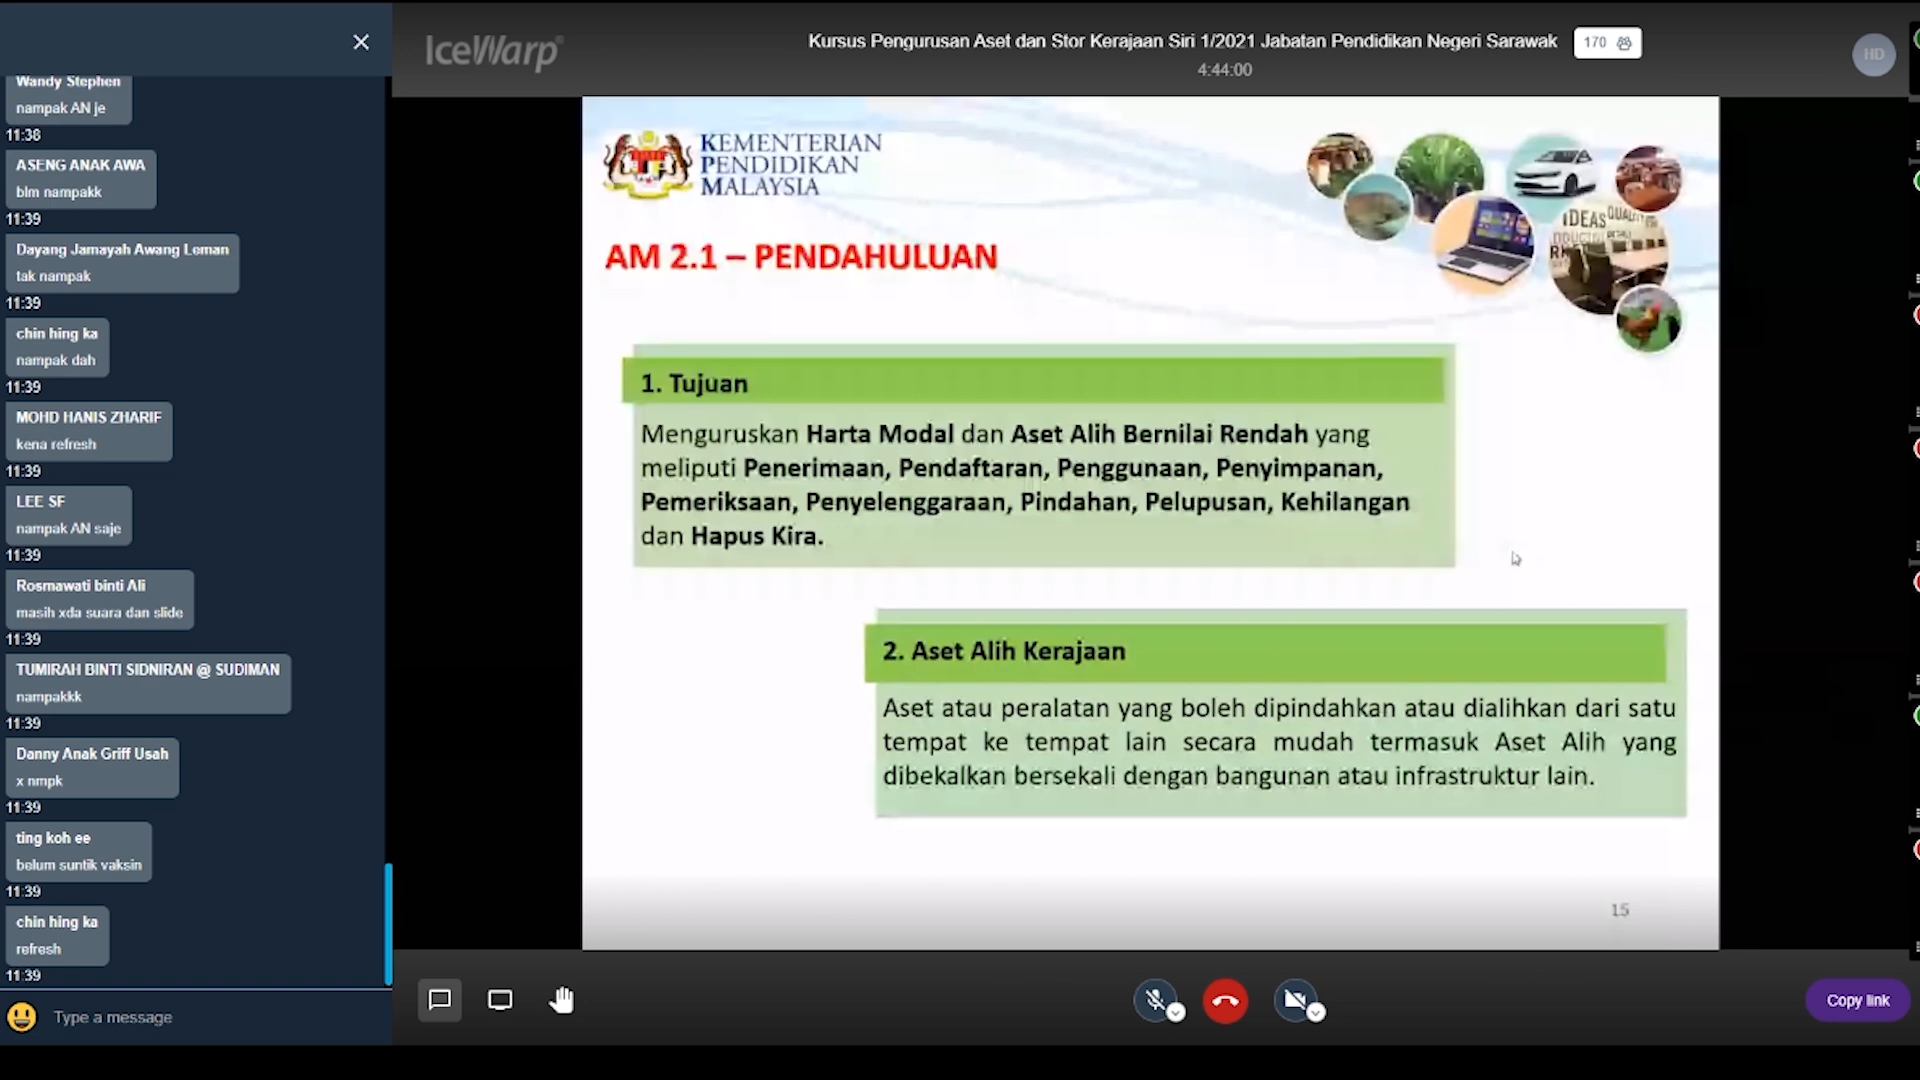 Wandy Stephen
nampak AN je
11:38
ASENG ANAK AWA
blm nampakk
11:39
Dayang Jamayah Awang Leman
tak nampak
11:39
chin hing ka
nampak dah
11:39
MOHD HANIS ZHARIF
kena refresh
11:39
LEE SF
nampak AN saje
11:39
Rosmawati binti Ali
masih xda suara dan slide
11:39
TUMIRAH BINTI SIDNIRAN @ SUDIMAN
nampakkk
11:39
Danny Anak Griff Usah
x nmpk
11:39
ting koh ee
belum suntik vaksin
11:39
chin hing ka
refresh
11:39
Type a message
IceWarp
Kursus Pengurusan Aset dan Stor Kerajaan Siri 1/2021 Jabatan Pendidikan Negeri Sarawak
170
4:44:00
HD
KEMENTERIAN
PENDIDIKAN
MALAYSIA
IDEAS
AM 2.1 – PENDAHULUAN
1. Tujuan
Menguruskan Harta Modal dan Aset Alih Bernilai Rendah yang
meliputi Penerimaan, Pendaftaran, Penggunaan, Penyimpanan,
Pemeriksaan, Penyelenggaraan, Pindahan, Pelupusan, Kehilangan
dan Hapus Kira.
2. Aset Alih Kerajaan
Aset atau peralatan yang boleh dipindahkan atau dialihkan dari satu
tempat ke tempat lain secara mudah termasuk Aset Alih yang
dibekalkan bersekali dengan bangunan atau infrastruktur lain.
15
Copy link